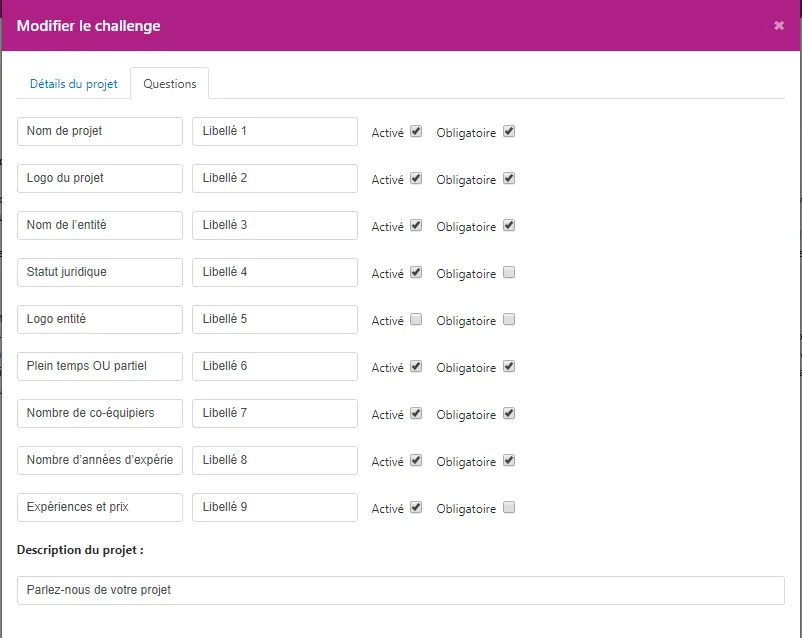 Modifier le challenge ×
Détails du projet Questions
Nom de projet Libellé 1 Activé Obligatoire
Logo du projet Libellé 2 Activé Obligatoire
Nom de l'entité Libellé 3 Activé Obligatoire
Statut juridique Libellé 4 Activé Obligatoire
Logo entité Libellé 5 Activé Obligatoire
Plein temps OU partiel Libellé 6 Activé Obligatoire
Nombre de co-équipiers Libellé 7 Activé Obligatoire
Nombre d'années d'expérie Libellé 8 Activé Obligatoire
Expériences et prix Libellé 9 Activé Obligatoire
Description du projet :
Parlez-nous de votre projet